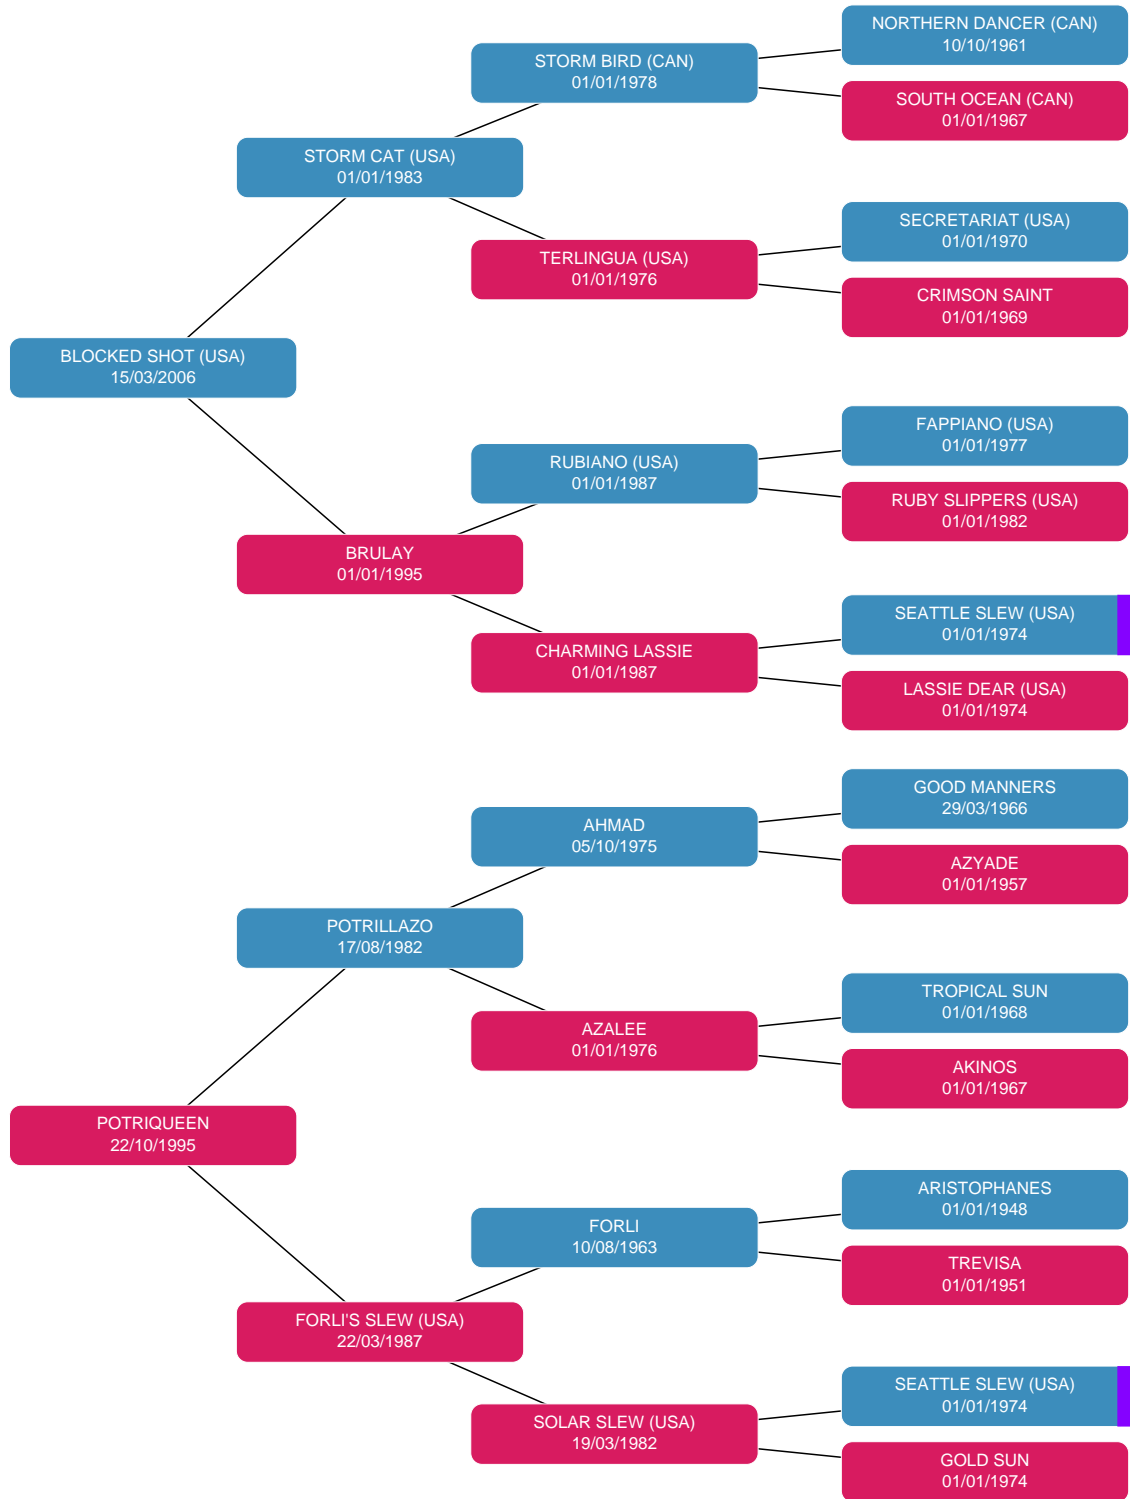 NORTHERN DANCER (CAN)
10/10/1961
STORM BIRD (CAN)
01/01/1978
SOUTH OCEAN (CAN)
01/01/1967
STORM CAT (USA)
01/01/1983
SECRETARIAT (USA)
01/01/1970
TERLINGUA (USA)
01/01/1976
CRIMSON SAINT
01/01/1969
BLOCKED SHOT (USA)
15/03/2006
FAPPIANO (USA)
01/01/1977
RUBIANO (USA)
01/01/1987
RUBY SLIPPERS (USA)
01/01/1982
BRULAY
01/01/1995
SEATTLE SLEW (USA)
01/01/1974
CHARMING LASSIE
01/01/1987
LASSIE DEAR (USA)
01/01/1974
GOOD MANNERS
29/03/1966
AHMAD
05/10/1975
AZYADE
01/01/1957
POTRILLAZO
17/08/1982
TROPICAL SUN
01/01/1968
AZALEE
01/01/1976
AKINOS
01/01/1967
POTRIQUEEN
22/10/1995
ARISTOPHANES
01/01/1948
FORLI
10/08/1963
TREVISA
01/01/1951
FORLI'S SLEW (USA)
22/03/1987
SEATTLE SLEW (USA)
01/01/1974
SOLAR SLEW (USA)
19/03/1982
GOLD SUN
01/01/1974